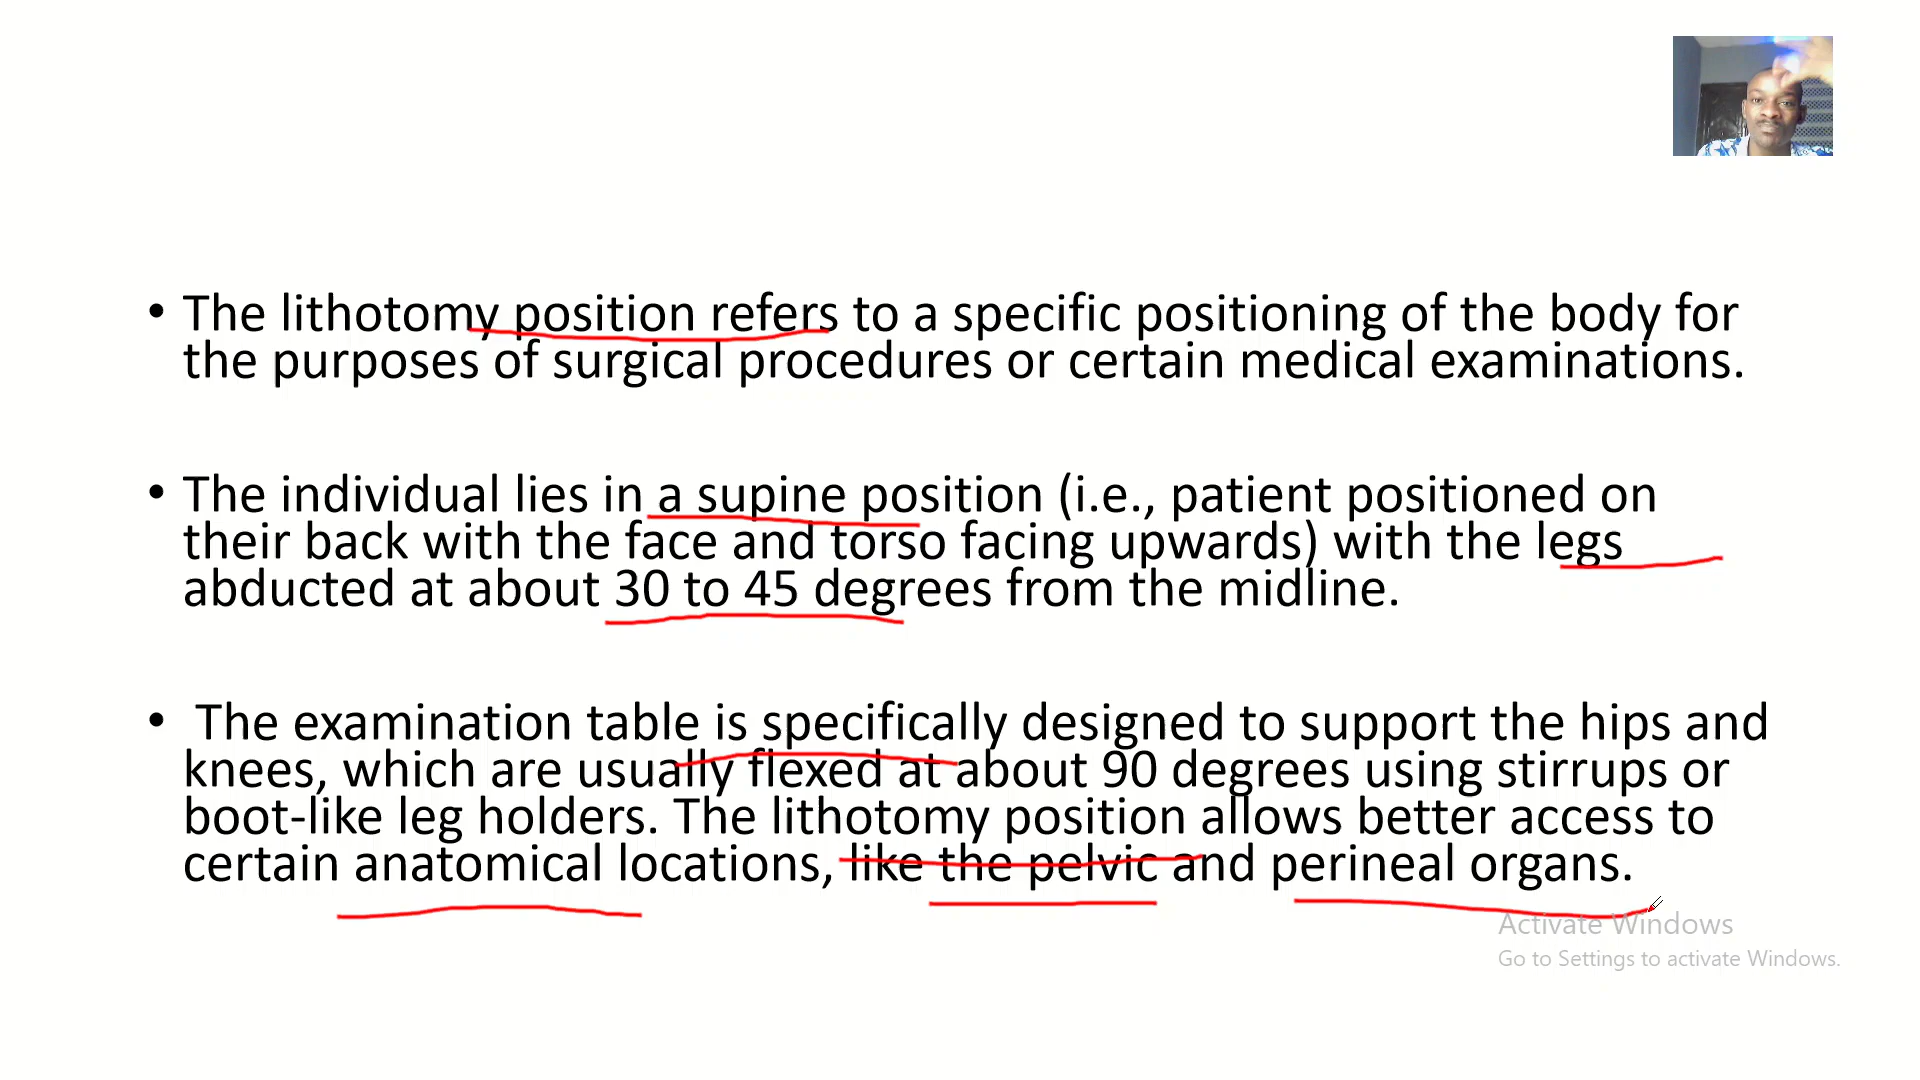 • The lithotomy position refers to a specific positioning of the body for
the purposes of surgical procedures or certain medical examinations.
• The individual lies in a supine position (i.e., patient positioned on
their back with the face and torso facing upwards) with the legs
abducted at about 30 to 45 degrees from the midline.
• The examination table is specifically designed to support the hips and
knees, which are usually flexed at about 90 degrees using stirrups or
boot-like leg holders. The lithotomy position allows better access to
certain anatomical locations, like the pelvic and perineal organs.
Activate Windows
Go to Settings to activate Windows.